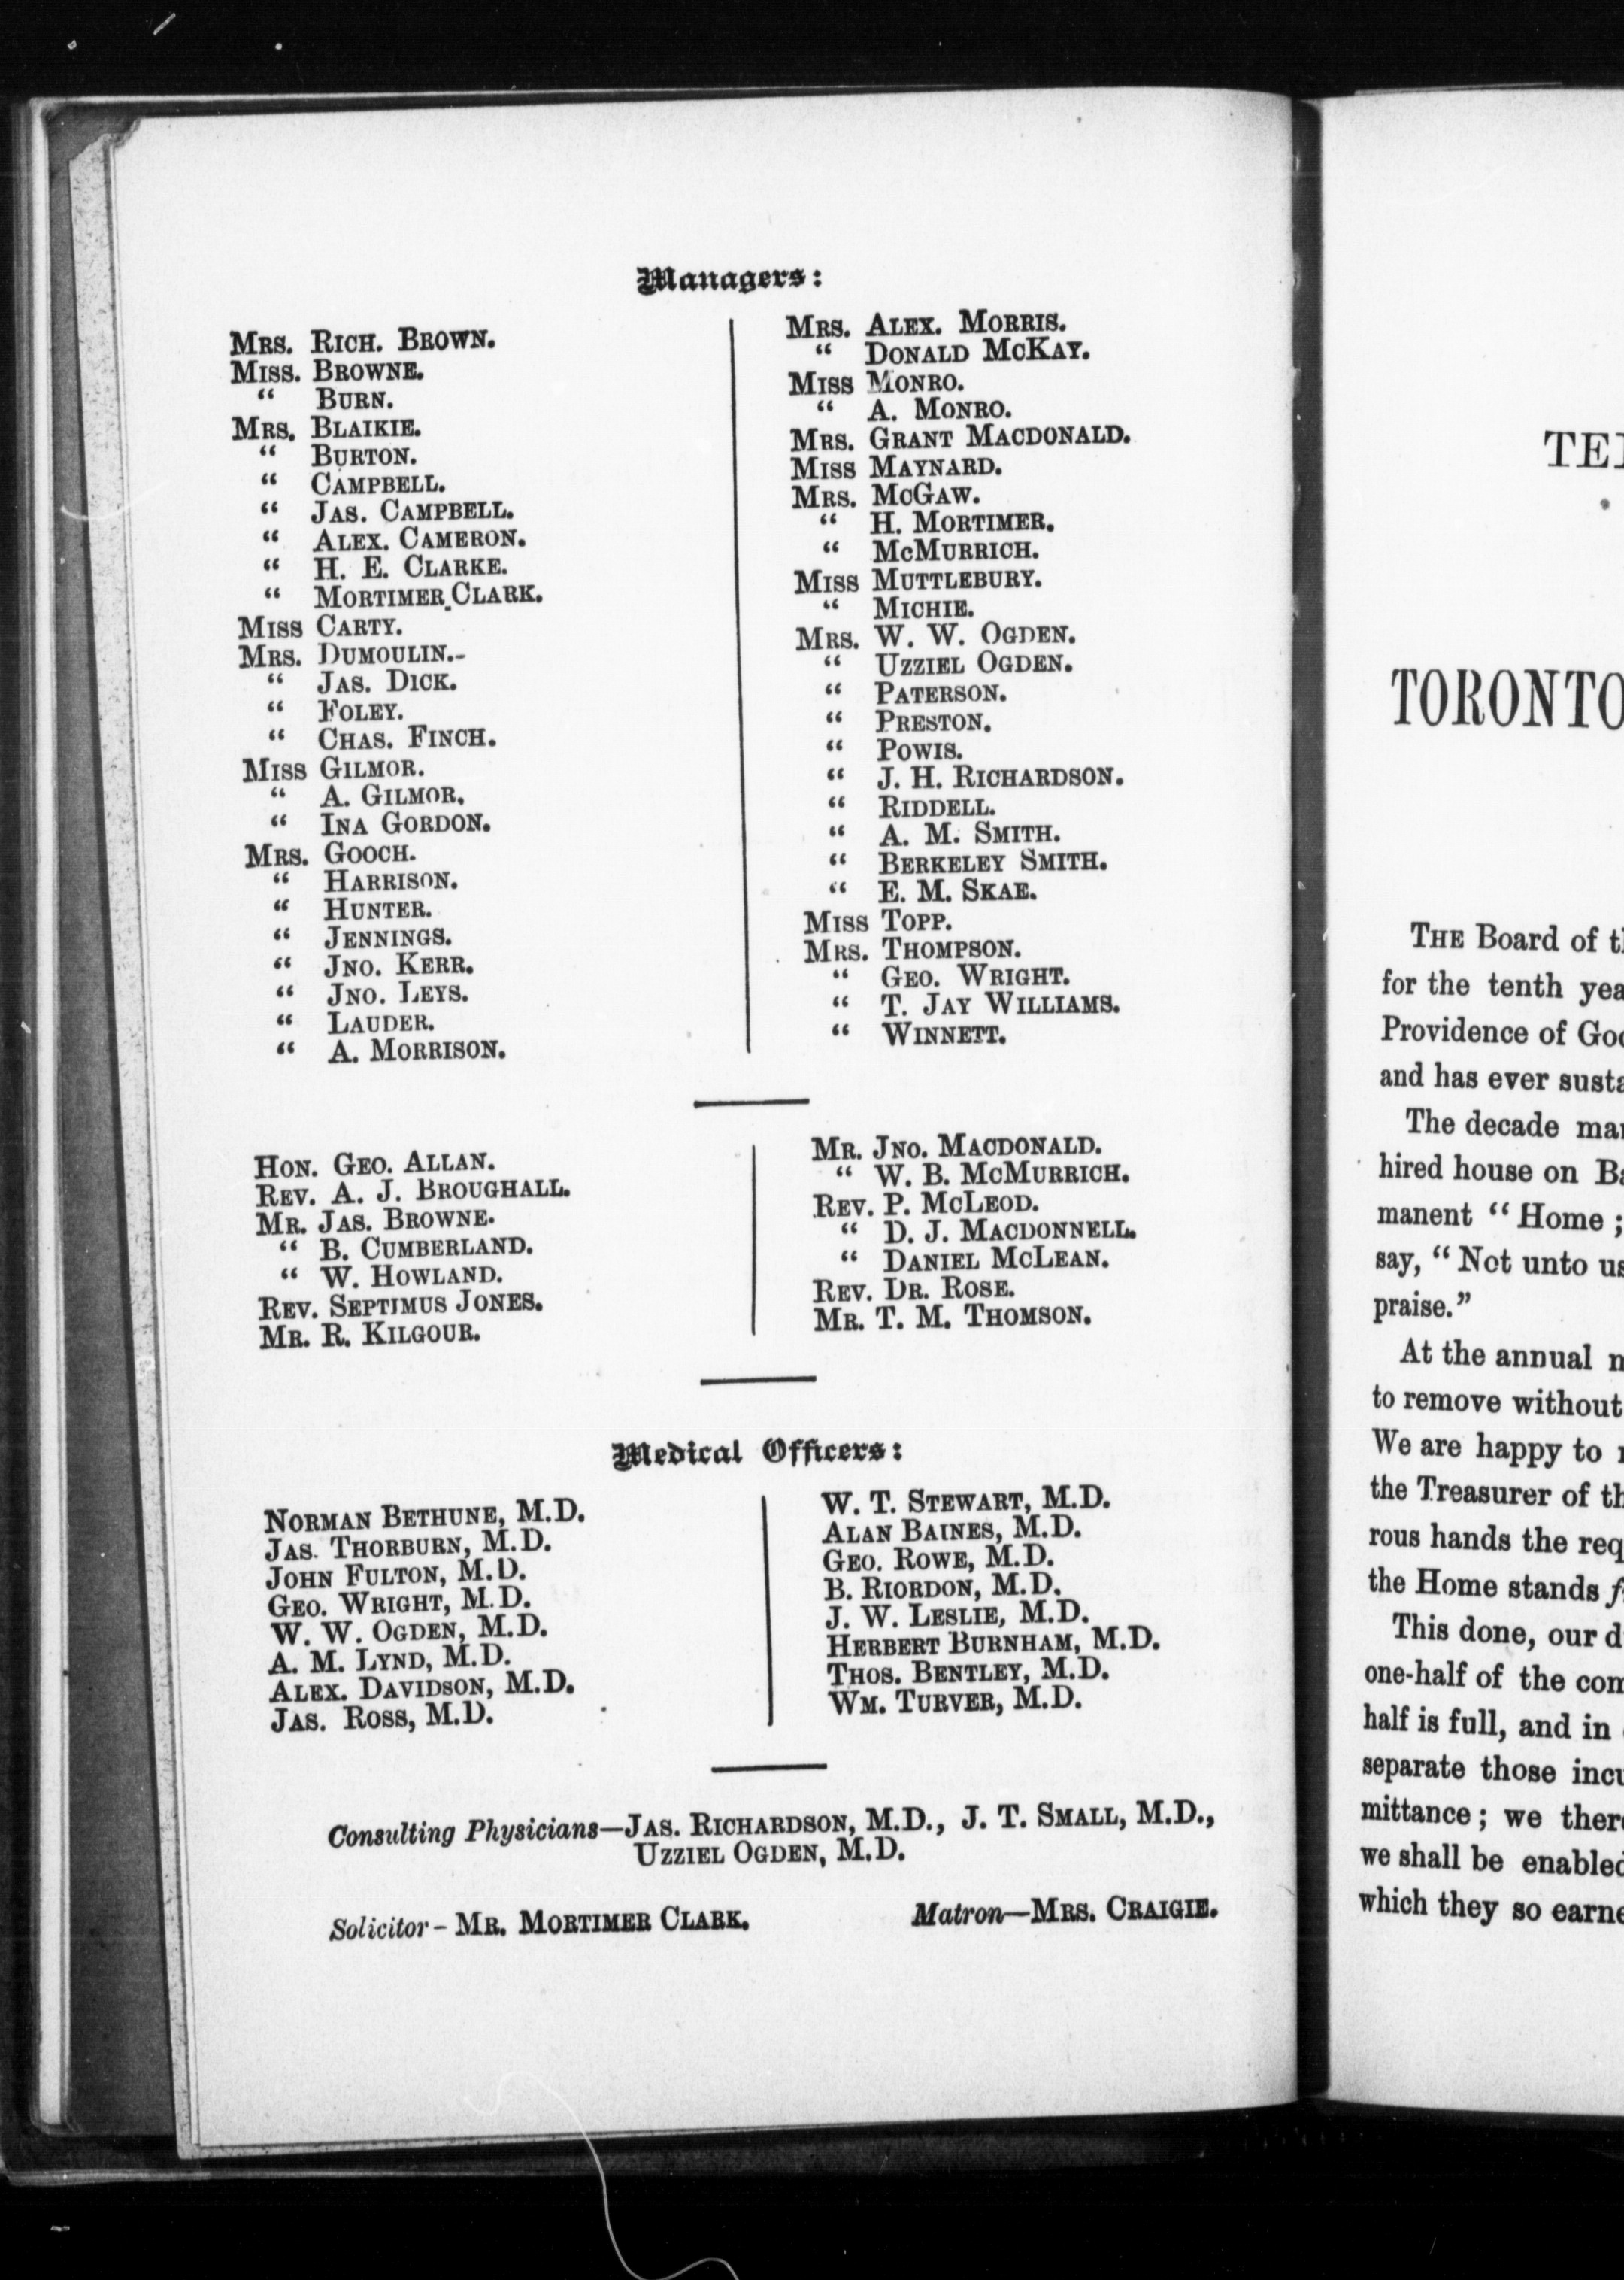 Managers:
MRS. RICH. BROWN.
MISS. BROWNE.
“ BURN.
MRS. BLAIKIE.
“ BURTON.
“ CAMPBELL.
“ JAS. CAMPBELL.
“ ALEX. CAMERON.
“ H. E. CLARKE.
“ MORTIMER CLARK.
MISS CARTY.
MRS. DUMOULIN.-
“ JAS. DICK.
“ FOLEY.
“ CHAS. FINCH.
MISS GILMOR.
“ A. GILMOR.
“ INA GORDON.
MRS. GOOCH.
“ HARRISON.
“ HUNTER.
“ JENNINGS.
“ JNO. KERR.
“ JNO. LEYS.
“ LAUDER.
“ A. MORRISON.
MRS. ALEX. MORRIS.
“ DONALD MCKAY.
MISS MONRO.
“ A. MONRO.
MRS. GRANT MACDONALD.
MISS MAYNARD.
MRS. MCGAW.
“ H. MORTIMER.
“ MCMURRICH.
MISS MUTTLEBURY.
“ MICHIE.
MRS. W. W. OGDEN.
“ UZZIEL OGDEN.
“ PATERSON.
“ PRESTON.
“ POWIS.
“ J. H. RICHARDSON.
“ RIDDELL.
“ A. M. SMITH.
“ BERKELEY SMITH.
“ E. M. SKAE.
MISS TOPP.
MRS. THOMPSON.
“ GEO. WRIGHT.
“ T. JAY WILLIAMS.
“ WINNETT.
HON. GEO. ALLAN.
REV. A. J. BROUGHALL.
MR. JAS. BROWNE.
“ B. CUMBERLAND.
“ W. HOWLAND.
REV. SEPTIMUS JONES.
MR. R. KILGOUR.
MR. JNO. MACDONALD.
“ W. B. MCMURRICH.
REV. P. MCLEOD.
“ D. J. MACDONNELL.
“ DANIEL MCLEAN.
REV. DR. ROSE.
MR. T. M. THOMSON.
Medical Officers:
NORMAN BETHUNE, M.D.
JAS. THORBURN, M.D.
JOHN FULTON, M.D.
GEO. WRIGHT, M.D.
W. W. OGDEN, M.D.
A. M. LYND, M.D.
ALEX. DAVIDSON, M.D.
JAS. ROSS, M.D.
W. T. STEWART, M.D.
ALAN BAINES, M.D.
GEO. ROWE, M.D.
B. RIORDON, M.D.
J. W. LESLIE, M.D.
HERBERT BURNHAM, M.D.
THOS. BENTLEY, M.D.
WM. TURVER, M.D.
Consulting Physicians—JAS. RICHARDSON, M.D., J. T. SMALL, M.D.,
UZZIEL OGDEN, M.D.
Solicitor - MR. MORTIMER CLARK. Matron—MRS. CRAIGIE.
TORONTO
THE Board of
for the tenth
Providence of
and has ever
The decade
hired house on
manent “Home ;
say, “Not unto
praise.”
At the annual
to remove without
We are happy to
the Treasurer of
rous hands the
the Home stands
This done, our
one-half of the
half is full, and in
separate those
mittance; we
we shall be
which they so